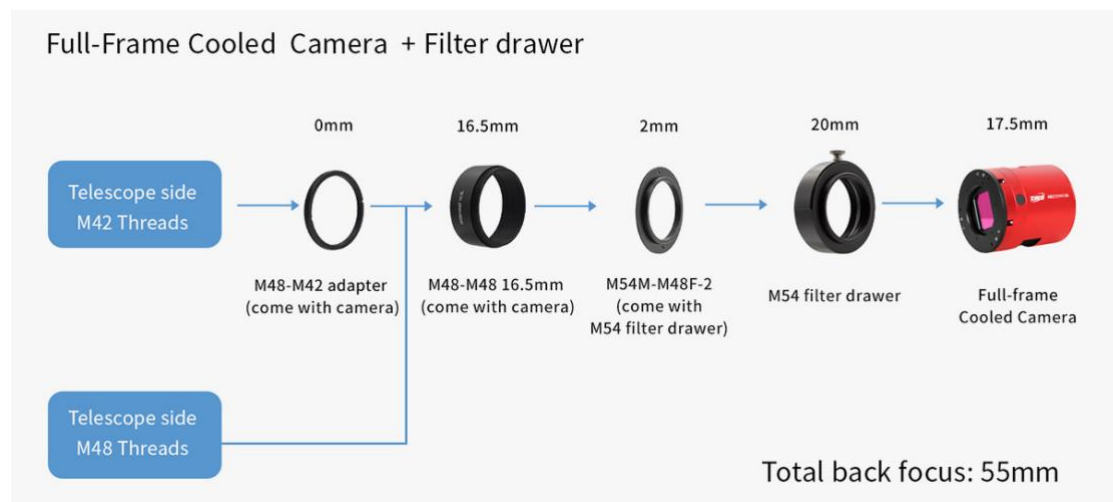 Full-Frame Cooled Camera + Filter drawer
0mm
16.5mm
2mm
20mm
17.5mm
Telescope side
M42 Threads
M48-M42 adapter
(come with camera)
M48-M48 16.5mm
(come with camera)
M54M-M48F-2
(come with
M54 filter drawer)
M54 filter drawer
Full-frame
Cooled Camera
Telescope side
M48 Threads
Total back focus: 55mm